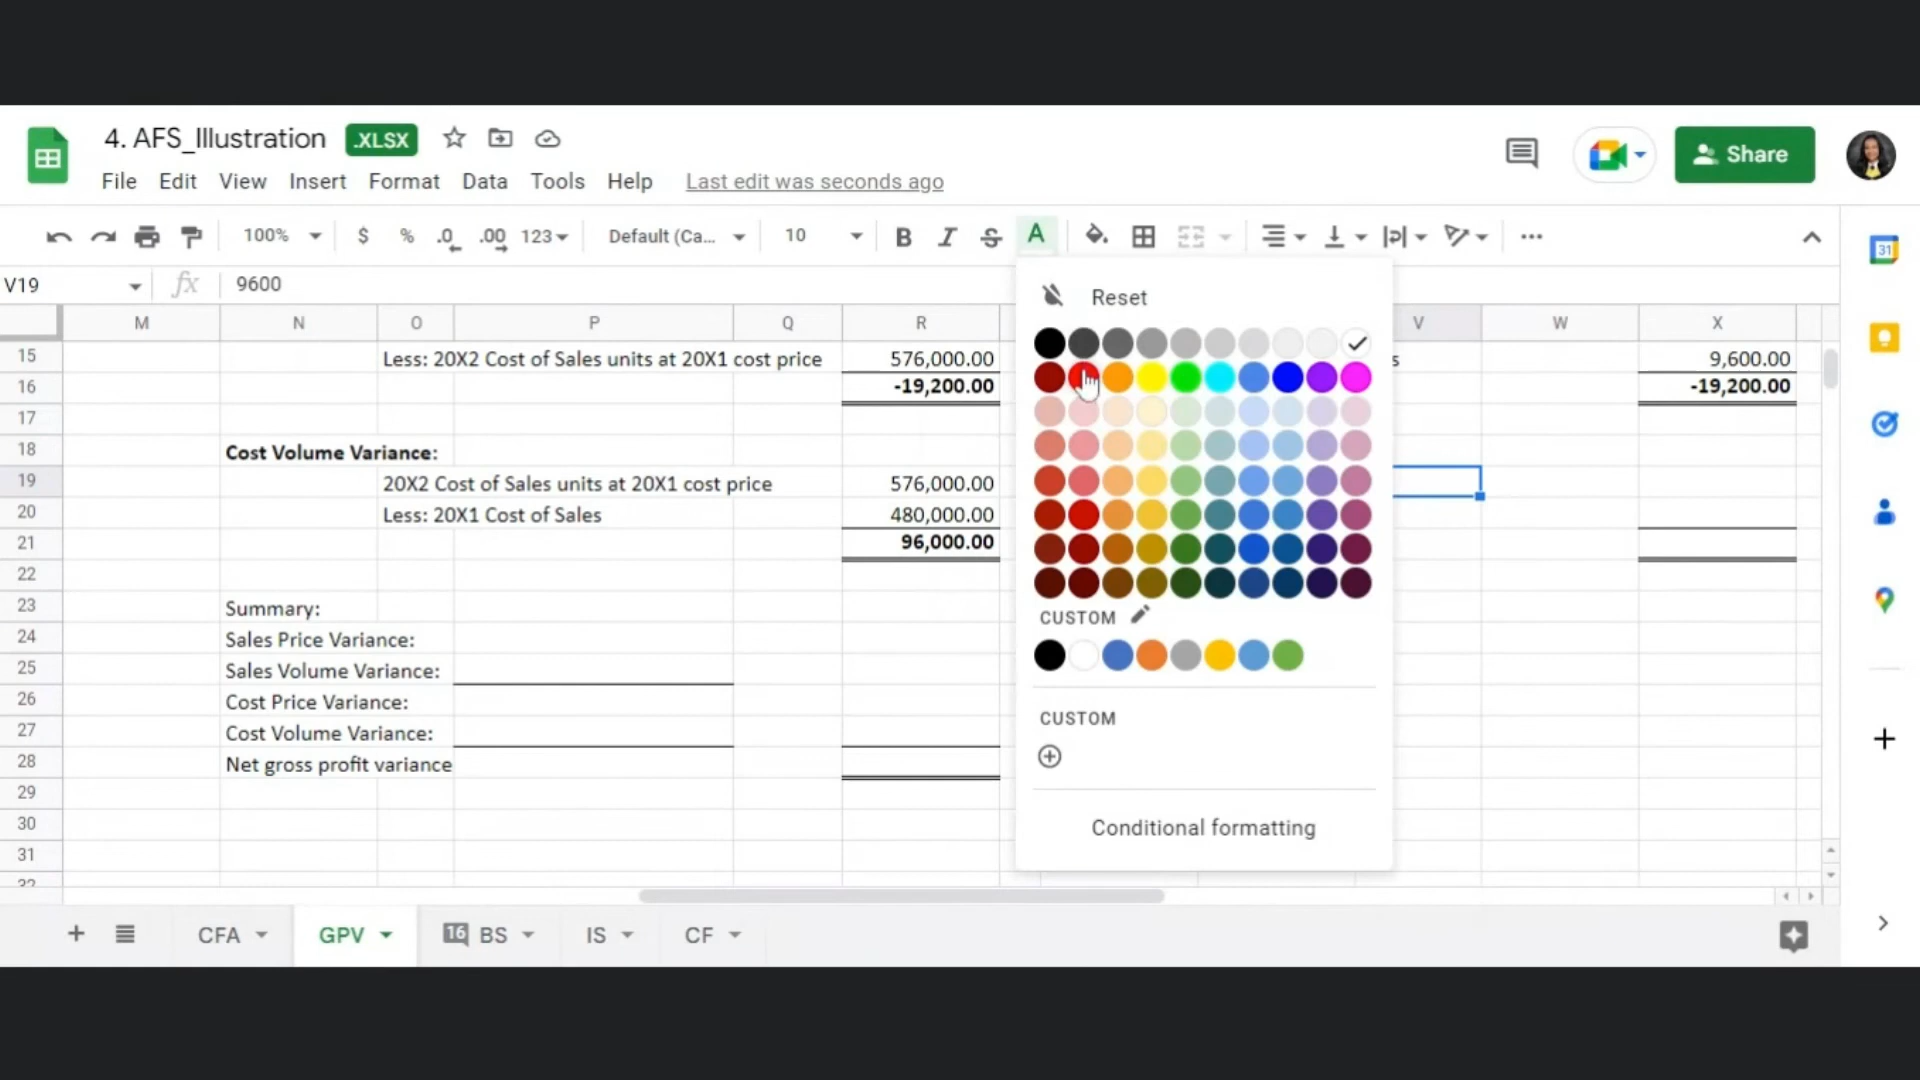 4. AFS_Illustration .XLSX
File Edit View Insert Format Data Tools Help Last edit was seconds ago
Share
31
100% $ % .0 .00 123 Default (Ca... 10 B I S A
V19 fx 9600
M N O P Q R V W X
15 Less: 20X2 Cost of Sales units at 20X1 cost price 576,000.00 s 9,600.00
16 -19,200.00 -19,200.00
17
18 Cost Volume Variance:
19 20X2 Cost of Sales units at 20X1 cost price 576,000.00
20 Less: 20X1 Cost of Sales 480,000.00
21 96,000.00
22
23 Summary:
24 Sales Price Variance:
25 Sales Volume Variance:
26 Cost Price Variance:
27 Cost Volume Variance:
28 Net gross profit variance
29
30
31
32
Reset
CUSTOM
CUSTOM
Conditional formatting
CFA GPV 16 BS IS CF